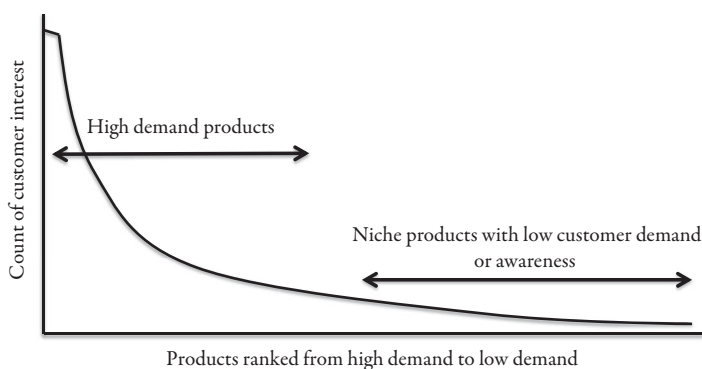 Count of customer interest
High demand products
Niche products with low customer demand
or awareness
Products ranked from high demand to low demand